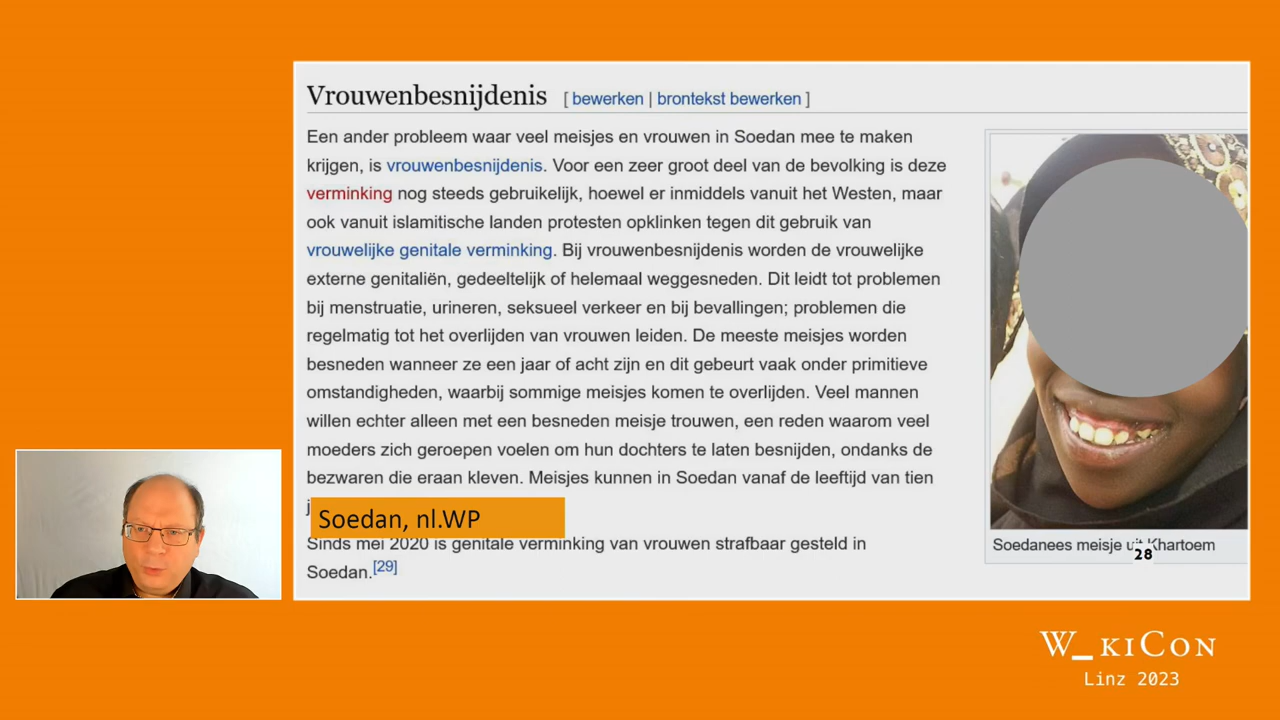 Vrouwenbesnijdenis [ bewerken | brontekst bewerken ]
Een ander probleem waar veel meisjes en vrouwen in Soedan mee te maken
krijgen, is vrouwenbesnijdenis. Voor een zeer groot deel van de bevolking is deze
verminking nog steeds gebruikelijk, hoewel er inmiddels vanuit het Westen, maar
ook vanuit islamitische landen protesten opklinken tegen dit gebruik van
vrouwelijke genitale verminking. Bij vrouwenbesnijdenis worden de vrouwelijke
externe genitaliën, gedeeltelijk of helemaal weggesneden. Dit leidt tot problemen
bij menstruatie, urineren, seksueel verkeer en bij bevallingen; problemen die
regelmatig tot het overlijden van vrouwen leiden. De meeste meisjes worden
besneden wanneer ze een jaar of acht zijn en dit gebeurt vaak onder primitieve
omstandigheden, waarbij sommige meisjes komen te overlijden. Veel mannen
willen echter alleen met een besneden meisje trouwen, een reden waarom veel
moeders zich geroepen voelen om hun dochters te laten besnijden, ondanks de
bezwaren die eraan kleven. Meisjes kunnen in Soedan vanaf de leeftijd van tien
Soedan, nl.WP
Sinds mei 2020 is genitale verminking van vrouwen strafbaar gesteld in
Soedan.[29]
Soedanees meisje uit Khartoem
28
W_KICON
Linz 2023